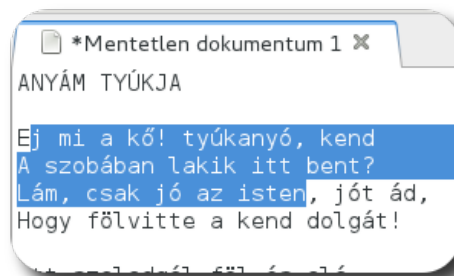 *Mentetlen dokumentum 1
ANYÁM TYÚKJA
Ej mi a kő! tyúkanyó, kend
A szobában lakik itt bent?
Lám, csak jó az isten, jót ád,
Hogy fölvitte a kend dolgát!